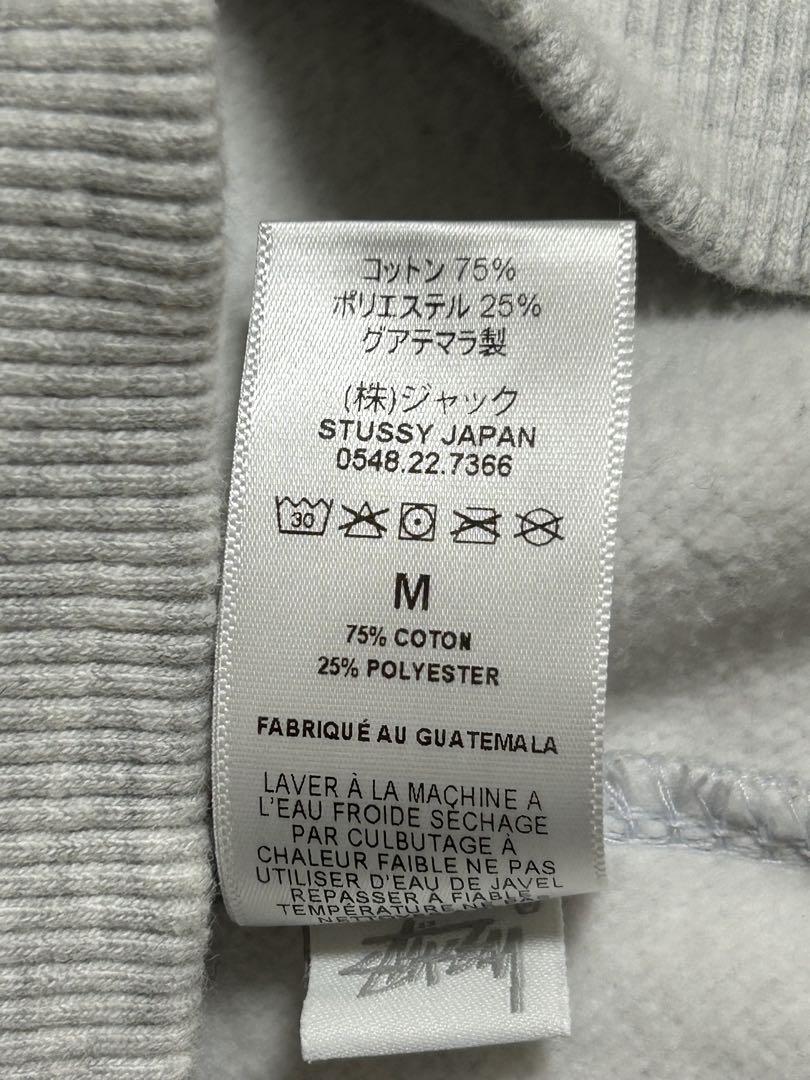 コットン 75%
ポリエステル 25%
グアテマラ製
(株)ジャック
STUSSY JAPAN
0548.22.7366
30
M
75% COTON
25% POLYESTER
FABRIQUÉ AU GUATEMALA
LAVER À LA MACHINE A
L'EAU FROIDE SÉCHAGE
PAR CULBUTAGE À
CHALEUR FAIBLE NE PAS
UTILISER D'EAU DE JAVEL
REPASSER A FIABLE
TEMPÉRATURE NE